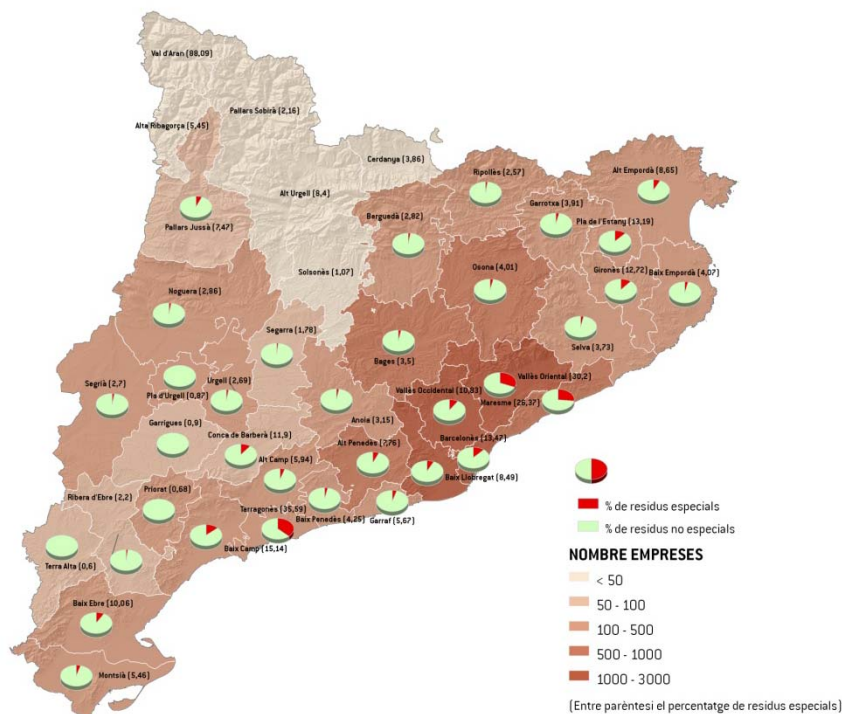 Val d'Aran (88,09)
Pallars Sobirà (2,16)
Alta Ribagorça (5,45)
Cerdanya (3,86)
Ripollès (2,57)
Alt Empordà (8,65)
Alt Urgell (8,4)
Garrotxa (3,91)
Pallars Jussà (7,47)
Berguedà (2,82)
Pla de l'Estany (13,19)
Osona (4,01)
Gironès (12,72)
Baix Empordà (4,07)
Solsonès (1,07)
Noguera (2,86)
Segarra (1,78)
Bages (3,5)
Selva (3,73)
Segrià (2,7)
Urgell (2,69)
Pla d'Urgell (0,87)
Vallès Occidental (10,83)
Vallès Oriental (30,2)
Maresme (26,37)
Garrigues (0,9)
Anoia (3,15)
Conca de Barberà (11,9)
Barcelonès (13,47)
Alt Penedès (7,76)
Alt Camp (5,94)
Baix Llobregat (8,49)
Ribera d'Ebre (2,2)
Priorat (0,68)
Terragonès (35,59)
Baix Penedès (4,25)
Garraf (5,67)
Baix Camp (15,14)
Terra Alta (0,6)
Baix Ebre (10,06)
Montsià (5,46)
% de residus especials
% de residus no especials
NOMBRE EMPRESES
< 50
50 - 100
100 - 500
500 - 1000
1000 - 3000
(Entre parèntesi el percentatge de residus especials)